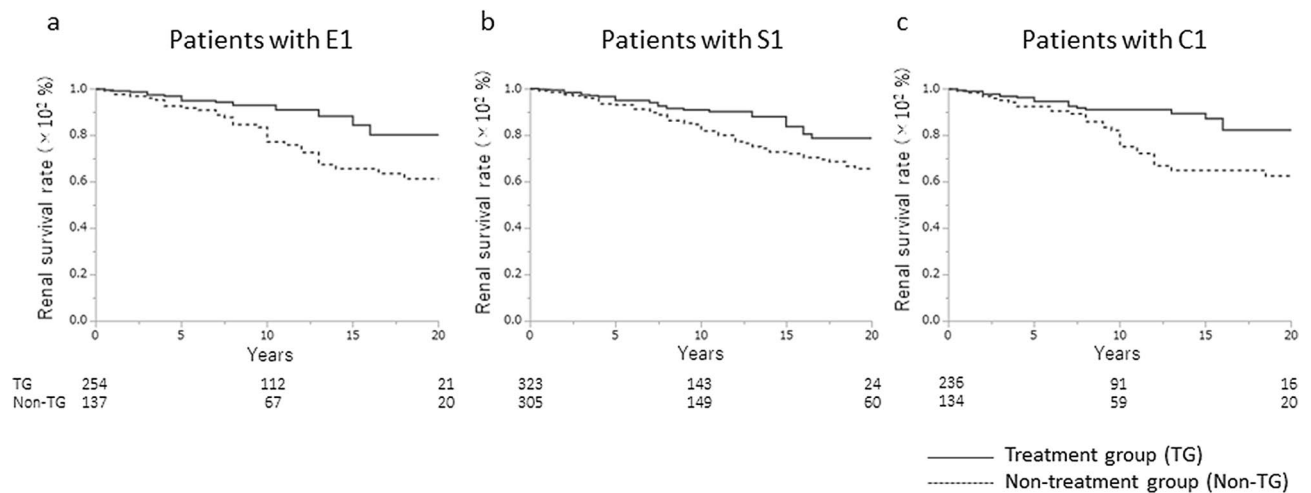 a
Patients with E1
Renal survival rate (×10² %)
1.0
0.8
0.6
0.4
0.2
0.0
0 5 10 15 20
Years
b
Patients with S1
Renal survival rate (×10² %)
1.0
0.8
0.6
0.4
0.2
0.0
0 5 10 15 20
Years
c
Patients with C1
Renal survival rate (×10² %)
1.0
0.8
0.6
0.4
0.2
0.0
0 5 10 15 20
Years
TG 254 112 21 323 143 24 236 91 16
Non-TG 137 67 20 305 149 60 134 59 20
Treatment group (TG)
Non-treatment group (Non-TG)